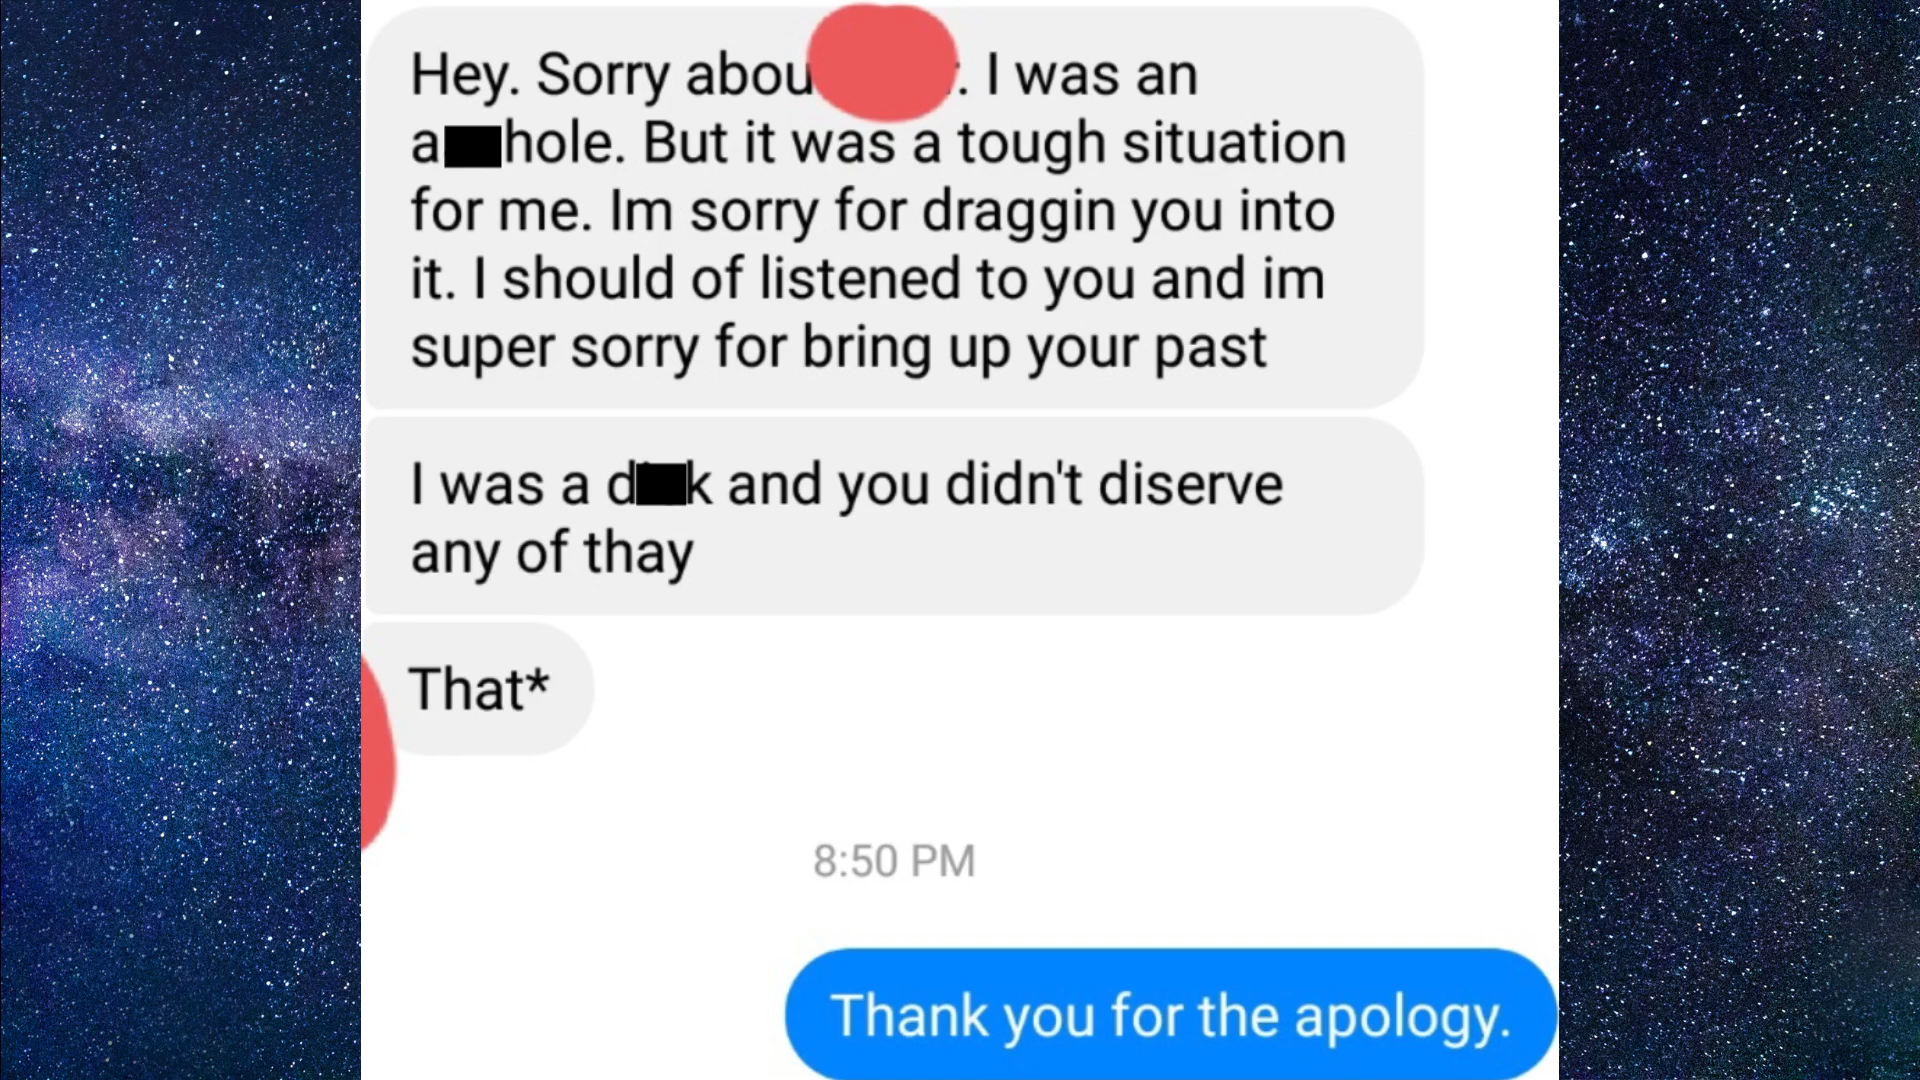 Hey. Sorry abou . I was an
a hole. But it was a tough situation
for me. Im sorry for draggin you into
it. I should of listened to you and im
super sorry for bring up your past
I was a d k and you didn't diserve
any of thay
That*
8:50 PM
Thank you for the apology.